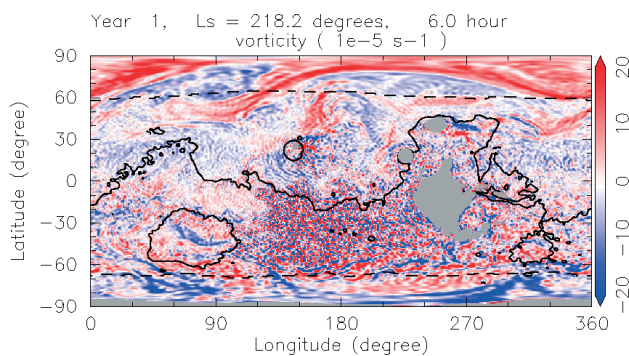 Year 1, Ls = 218.2 degrees, 6.0 hour
vorticity ( 1e−5 s−1 )
Latitude (degree)
90
60
30
0
−30
−60
−90
0 90 180 270 360
Longitude (degree)
20
10
0
−10
−20